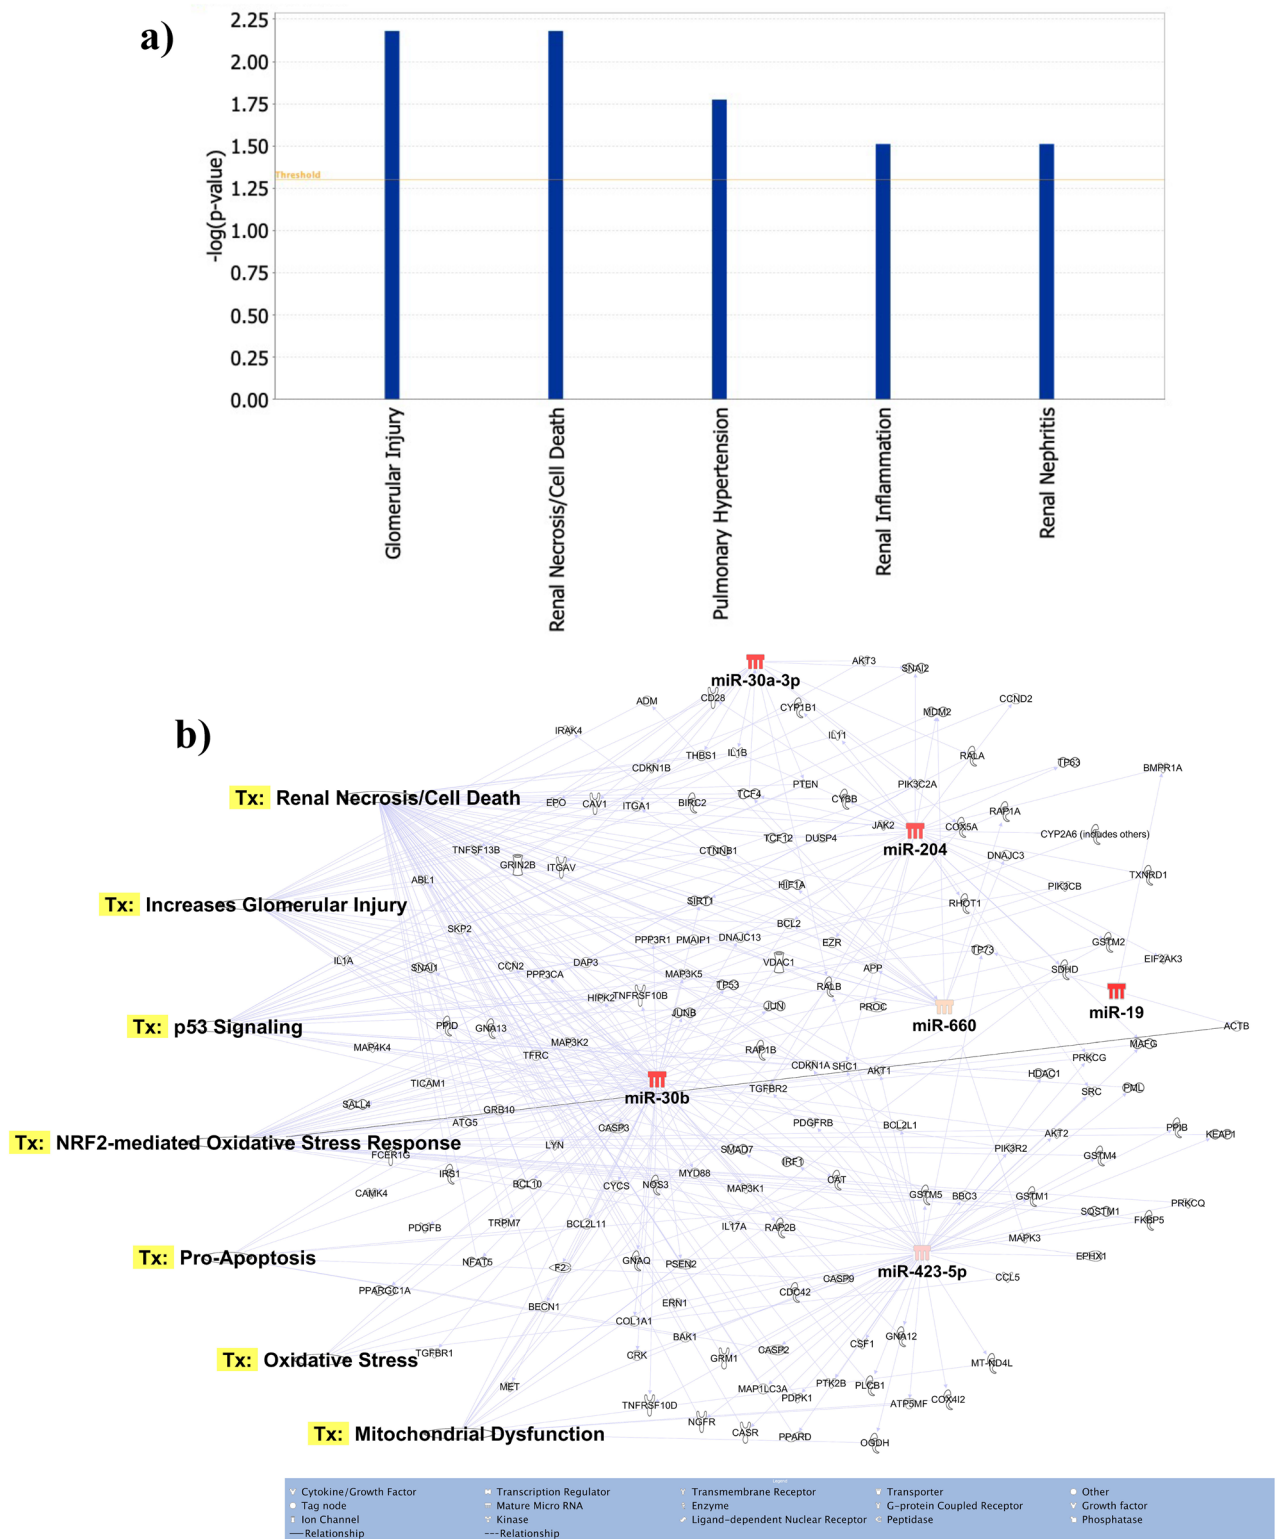 a)
2.25
2.00
1.75
1.50
1.25
1.00
0.75
0.50
0.25
0.00
-log(p-value)
Threshold
Glomerular Injury
Renal Necrosis/Cell Death
Pulmonary Hypertension
Renal Inflammation
Renal Nephritis
b)
miR-30a-3p
AKT3
SNAI2
ADM
CD28
CYP1B1
MDM2
CCND2
IRAK4
IL11
THBS1
IL1B
RALA
TP63
BMPR1A
CDKN1B
PTEN
PIK3C2A
Tx: Renal Necrosis/Cell Death
EPO
CAV1
ITGA1
BIRC2
TCF4
CYBB
RAP1A
JAK2
COX5A
CYP2A6 (includes others)
TCF12
DUSP4
miR-204
TNFSF13B
CTNNB1
DNAJC3
GRIN2B
ITGAV
ABL1
HIF1A
PIK3CB
TXNRD1
Tx: Increases Glomerular Injury
SIRT1
RHOT1
SKP2
BCL2
PPP3R1
PMAIP1
DNAJC13
EZR
TP73
GSTM2
IL1A
SNAI1
CCN2
PPP3CA
DAP3
MAP3K5
VDAC1
APP
SDHD
EIF2AK3
HIPK2
TNFRSF10B
TP53
RALB
miR-19
JUNB
JUN
PROC
miR-660
Tx: p53 Signaling
PPID
GNA13
ACTB
MAP4K4
MAP3K2
TFRC
RAP1B
CDKN1A
SHC1
AKT1
PRKCG
MAFG
HDAC1
TICAM1
miR-30b
TGFBR2
SRC
PML
SALL4
GRB10
ATG5
CASP3
PDGFRB
BCL2L1
AKT2
PPIB
KEAP1
Tx: NRF2-mediated Oxidative Stress Response
FCER1G
LYN
SMAD7
IRF1
PIK3R2
GSTM4
IRS1
MYD88
CAT
CAMK4
BCL10
CYCS
NOS3
MAP3K1
GSTM5
BBC3
GSTM1
PRKCQ
SQSTM1
FKBP5
PDGFB
TRPM7
BCL2L11
IL17A
RAP2B
MAPK3
Tx: Pro-Apoptosis
NFAT5
F2
GNAQ
PSEN2
miR-423-5p
EPHX1
CASP9
CCL5
PPARGC1A
CDC42
BECN1
ERN1
COL1A1
BAK1
CSF1
GNA12
Tx: Oxidative Stress
TGFBR1
CRK
GRM1
CASP2
MT-ND4L
MET
MAP1LC3A
PDPK1
PTK2B
PLCB1
TNFRSF10D
ATP5MF
COX4I2
NGFR
Tx: Mitochondrial Dysfunction
CASR
PPARD
OGDH
Legend
Cytokine/Growth Factor
Transcription Regulator
Transmembrane Receptor
Transporter
Other
Tag node
Mature Micro RNA
Enzyme
G-protein Coupled Receptor
Growth factor
Ion Channel
Kinase
Ligand-dependent Nuclear Receptor
Peptidase
Phosphatase
Relationship
Relationship